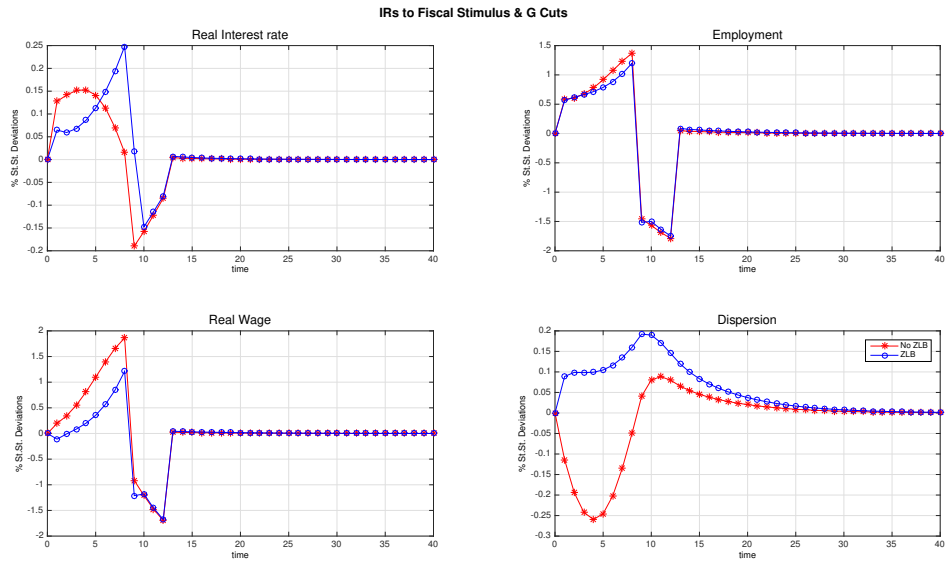 IRs to Fiscal Stimulus & G Cuts
Real Interest rate
% St.St. Deviations
0.25
0.2
0.15
0.1
0.05
0
-0.05
-0.1
-0.15
-0.2
0 5 10 15 20 25 30 35 40
time
Employment
% St.St. Deviations
1.5
1
0.5
0
-0.5
-1
-1.5
-2
0 5 10 15 20 25 30 35 40
time
Real Wage
% St.St. Deviations
2
1.5
1
0.5
0
-0.5
-1
-1.5
-2
0 5 10 15 20 25 30 35 40
time
Dispersion
% St.St. Deviations
0.2
0.15
0.1
0.05
0
-0.05
-0.1
-0.15
-0.2
-0.25
-0.3
0 5 10 15 20 25 30 35 40
time
No ZLB
ZLB